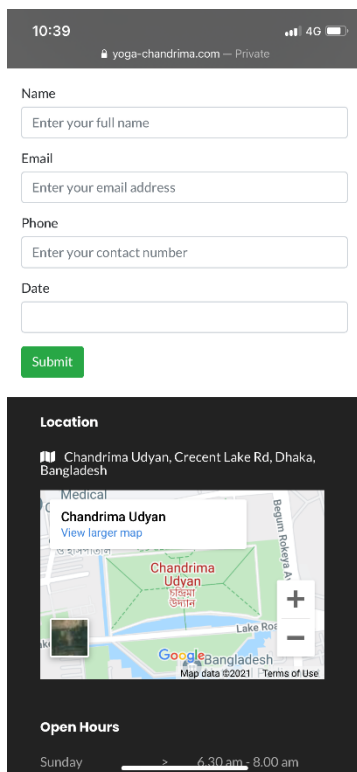 10:39
4G
yoga-chandrima.com — Private
Name
Enter your full name
Email
Enter your email address
Phone
Enter your contact number
Date
Submit
Location
Chandrima Udyan, Crecent Lake Rd, Dhaka,
Bangladesh
Medical
Chandrima Udyan
View larger map
Begum Rokeya
Chandrima
Udyan
চন্দ্রিমা
উদ্যান
Lake
Google
Bangladesh
Map data ©2021 Terms of Use
Open Hours
Sunday > 6.30 am - 8.00 am